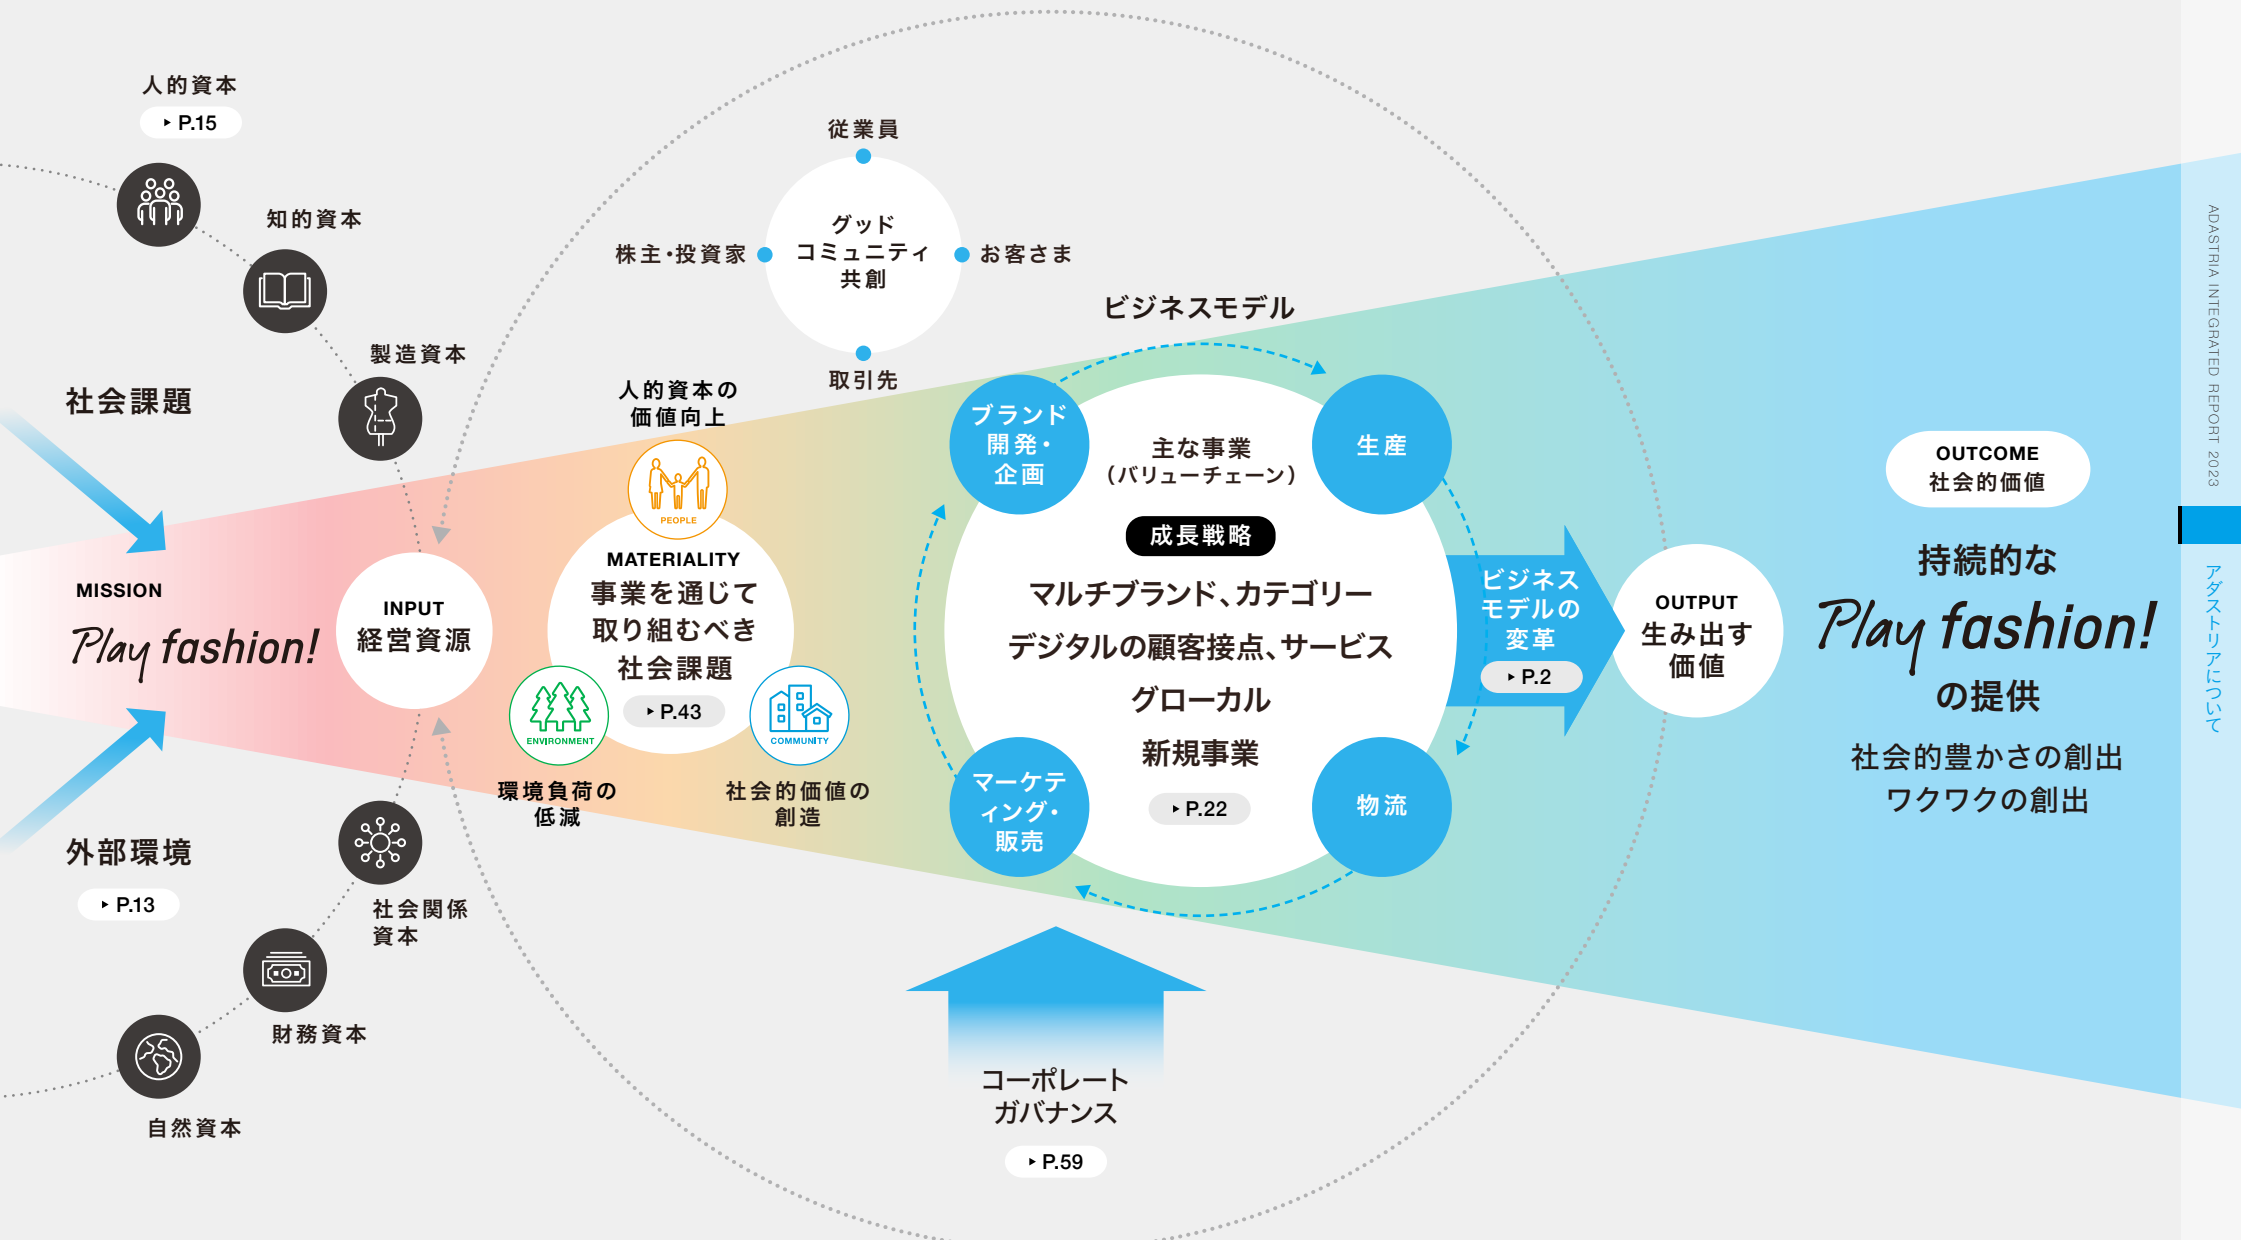 人的資本
▸ P.15
知的資本
製造資本
社会課題
MISSION
Play fashion!
外部環境
▸ P.13
社会関係
資本
財務資本
自然資本
INPUT
経営資源
従業員
株主・投資家
グッド
コミュニティ
共創
お客さま
取引先
人的資本の
価値向上
PEOPLE
MATERIALITY
事業を通じて
取り組むべき
社会課題
▸ P.43
ENVIRONMENT
環境負荷の
低減
COMMUNITY
社会的価値の
創造
ビジネスモデル
ブランド
開発・
企画
生産
主な事業
（バリューチェーン）
成長戦略
マルチブランド、カテゴリー
デジタルの顧客接点、サービス
グローカル
新規事業
▸ P.22
マーケテ
ィング・
販売
物流
ビジネス
モデルの
変革
▸ P.2
コーポレート
ガバナンス
▸ P.59
OUTPUT
生み出す
価値
OUTCOME
社会的価値
持続的な
Play fashion!
の提供
社会的豊かさの創出
ワクワクの創出
ADASTRIA INTEGRATED REPORT 2023
アダストリアについて